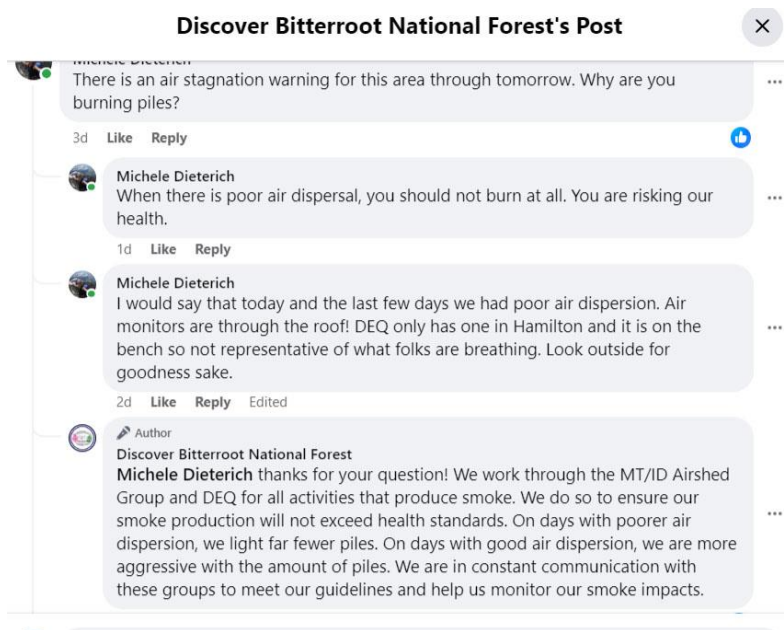 Discover Bitterroot National Forest's Post
Michele Dieterich
There is an air stagnation warning for this area through tomorrow. Why are you
burning piles?
3d Like Reply
Michele Dieterich
When there is poor air dispersal, you should not burn at all. You are risking our
health.
1d Like Reply
Michele Dieterich
I would say that today and the last few days we had poor air dispersion. Air
monitors are through the roof! DEQ only has one in Hamilton and it is on the
bench so not representative of what folks are breathing. Look outside for
goodness sake.
2d Like Reply Edited
Author
Discover Bitterroot National Forest
Michele Dieterich thanks for your question! We work through the MT/ID Airshed
Group and DEQ for all activities that produce smoke. We do so to ensure our
smoke production will not exceed health standards. On days with poorer air
dispersion, we light far fewer piles. On days with good air dispersion, we are more
aggressive with the amount of piles. We are in constant communication with
these groups to meet our guidelines and help us monitor our smoke impacts.